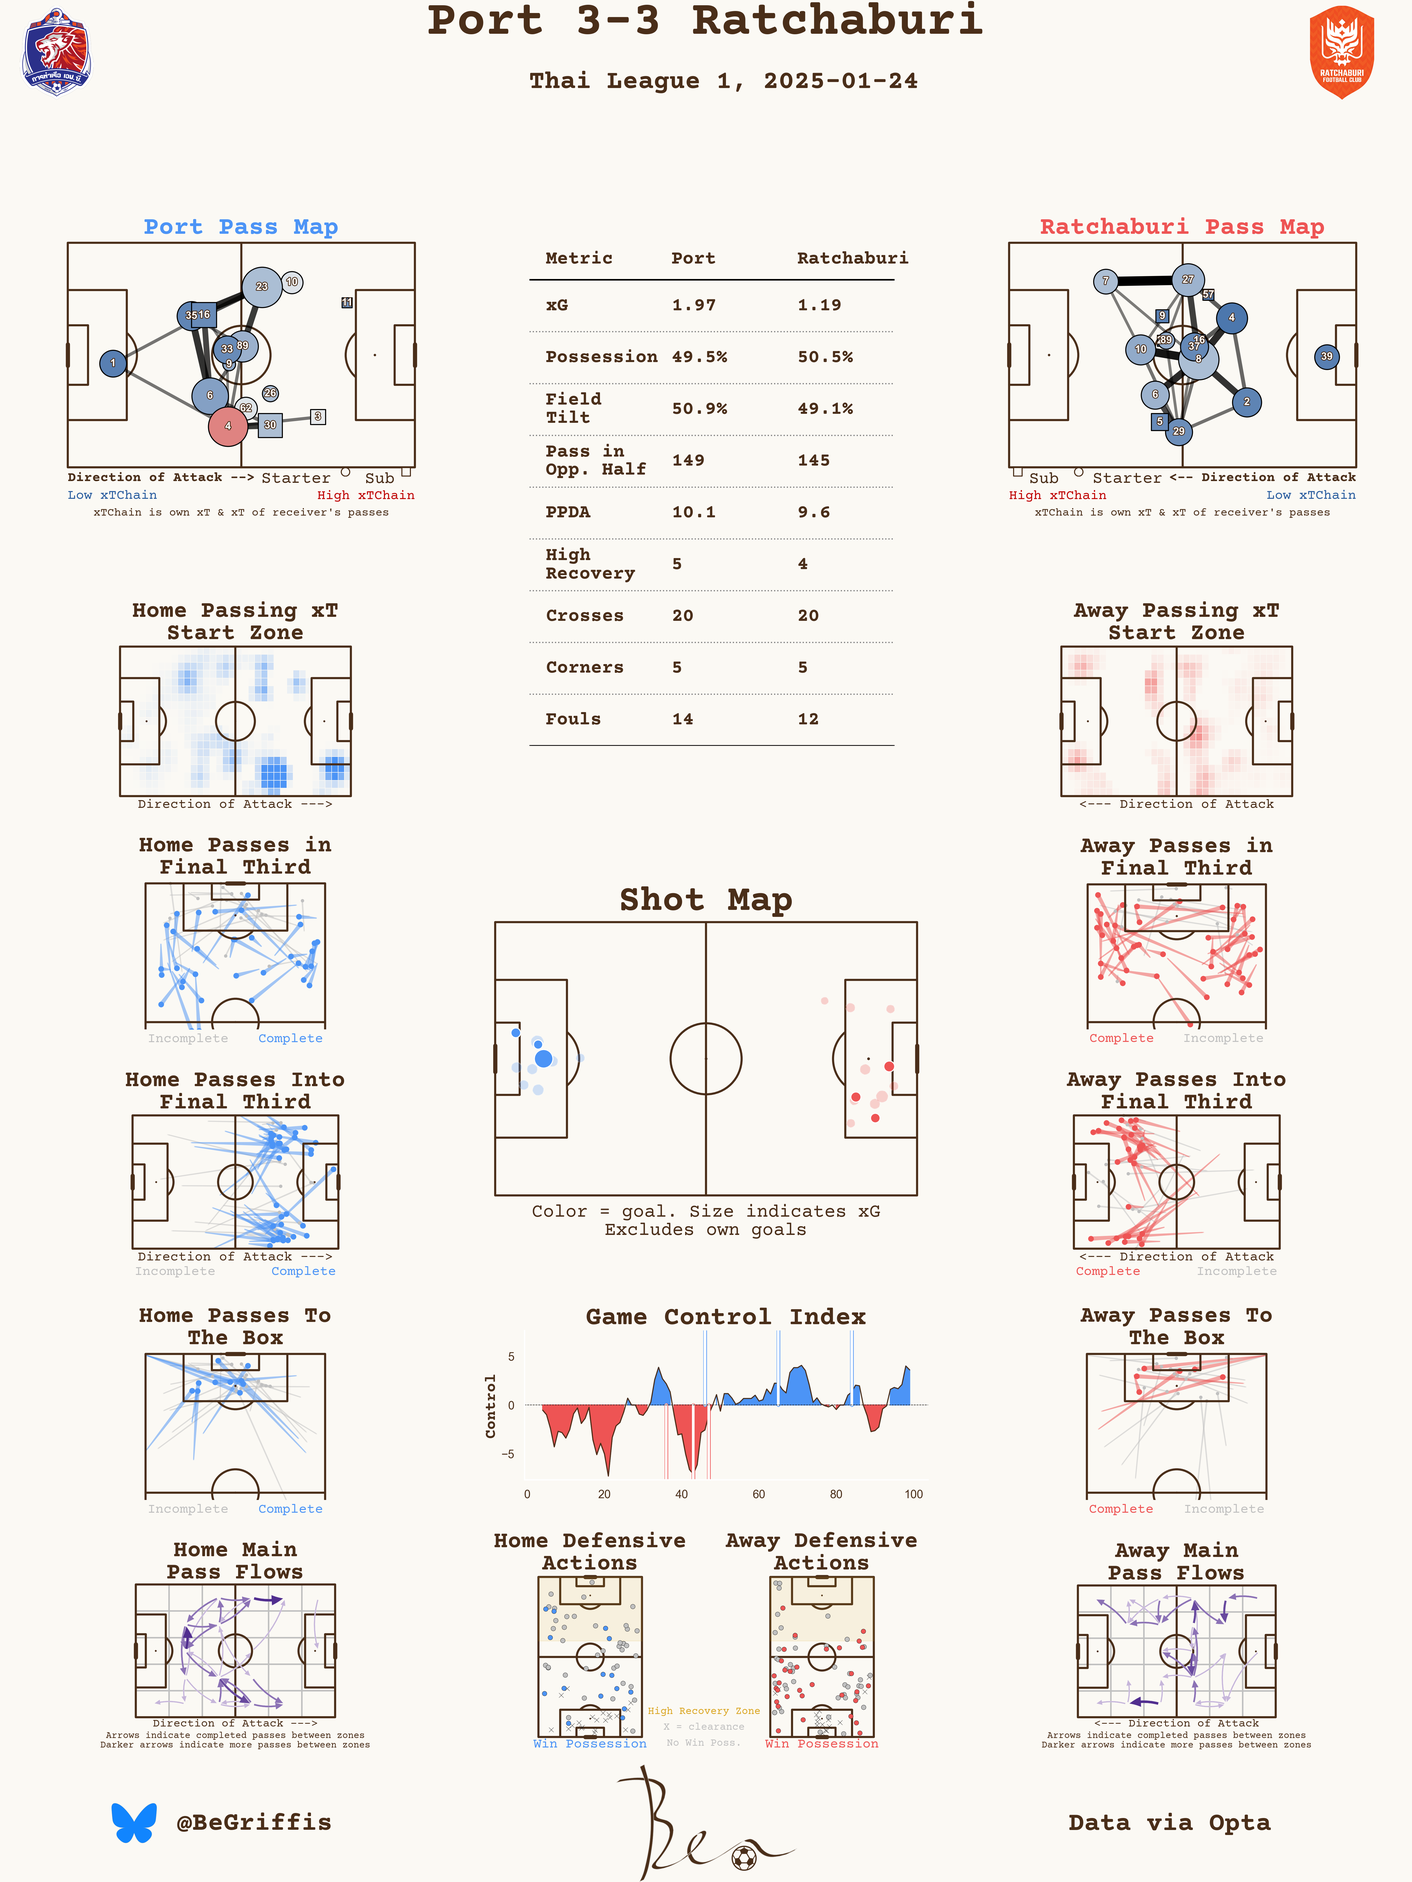 Port 3-3 Ratchaburi
Thai League 1, 2025-01-24
RATCHABURI
FOOTBALL CLUB
Port Pass Map
23
10
11
35
16
33
89
9
1
6
26
62
4
30
3
Direction of Attack --> Starter Sub
Low xTChain High xTChain
xTChain is own xT & xT of receiver's passes
Metric Port Ratchaburi
xG 1.97 1.19
Possession 49.5% 50.5%
Field
Tilt 50.9% 49.1%
Pass in
Opp. Half 149 145
PPDA 10.1 9.6
High
Recovery 5 4
Crosses 20 20
Corners 5 5
Fouls 14 12
Ratchaburi Pass Map
7
27
57
9
4
89
16
37
10
8
39
6
2
5
29
Sub Starter <-- Direction of Attack
High xTChain Low xTChain
xTChain is own xT & xT of receiver's passes
Home Passing xT
Start Zone
Direction of Attack --->
Away Passing xT
Start Zone
<--- Direction of Attack
Home Passes in
Final Third
Incomplete Complete
Away Passes in
Final Third
Complete Incomplete
Shot Map
Color = goal. Size indicates xG
Excludes own goals
Home Passes Into
Final Third
Direction of Attack --->
Incomplete Complete
Away Passes Into
Final Third
<--- Direction of Attack
Complete Incomplete
Home Passes To
The Box
Incomplete Complete
Game Control Index
Control
5
0
−5
0 20 40 60 80 100
Away Passes To
The Box
Complete Incomplete
Home Main
Pass Flows
Direction of Attack --->
Arrows indicate completed passes between zones
Darker arrows indicate more passes between zones
Home Defensive
Actions
Win Possession
Away Defensive
Actions
Win Possession
High Recovery Zone
X = clearance
No Win Poss.
Away Main
Pass Flows
<--- Direction of Attack
Arrows indicate completed passes between zones
Darker arrows indicate more passes between zones
@BeGriffis
Ben
Data via Opta